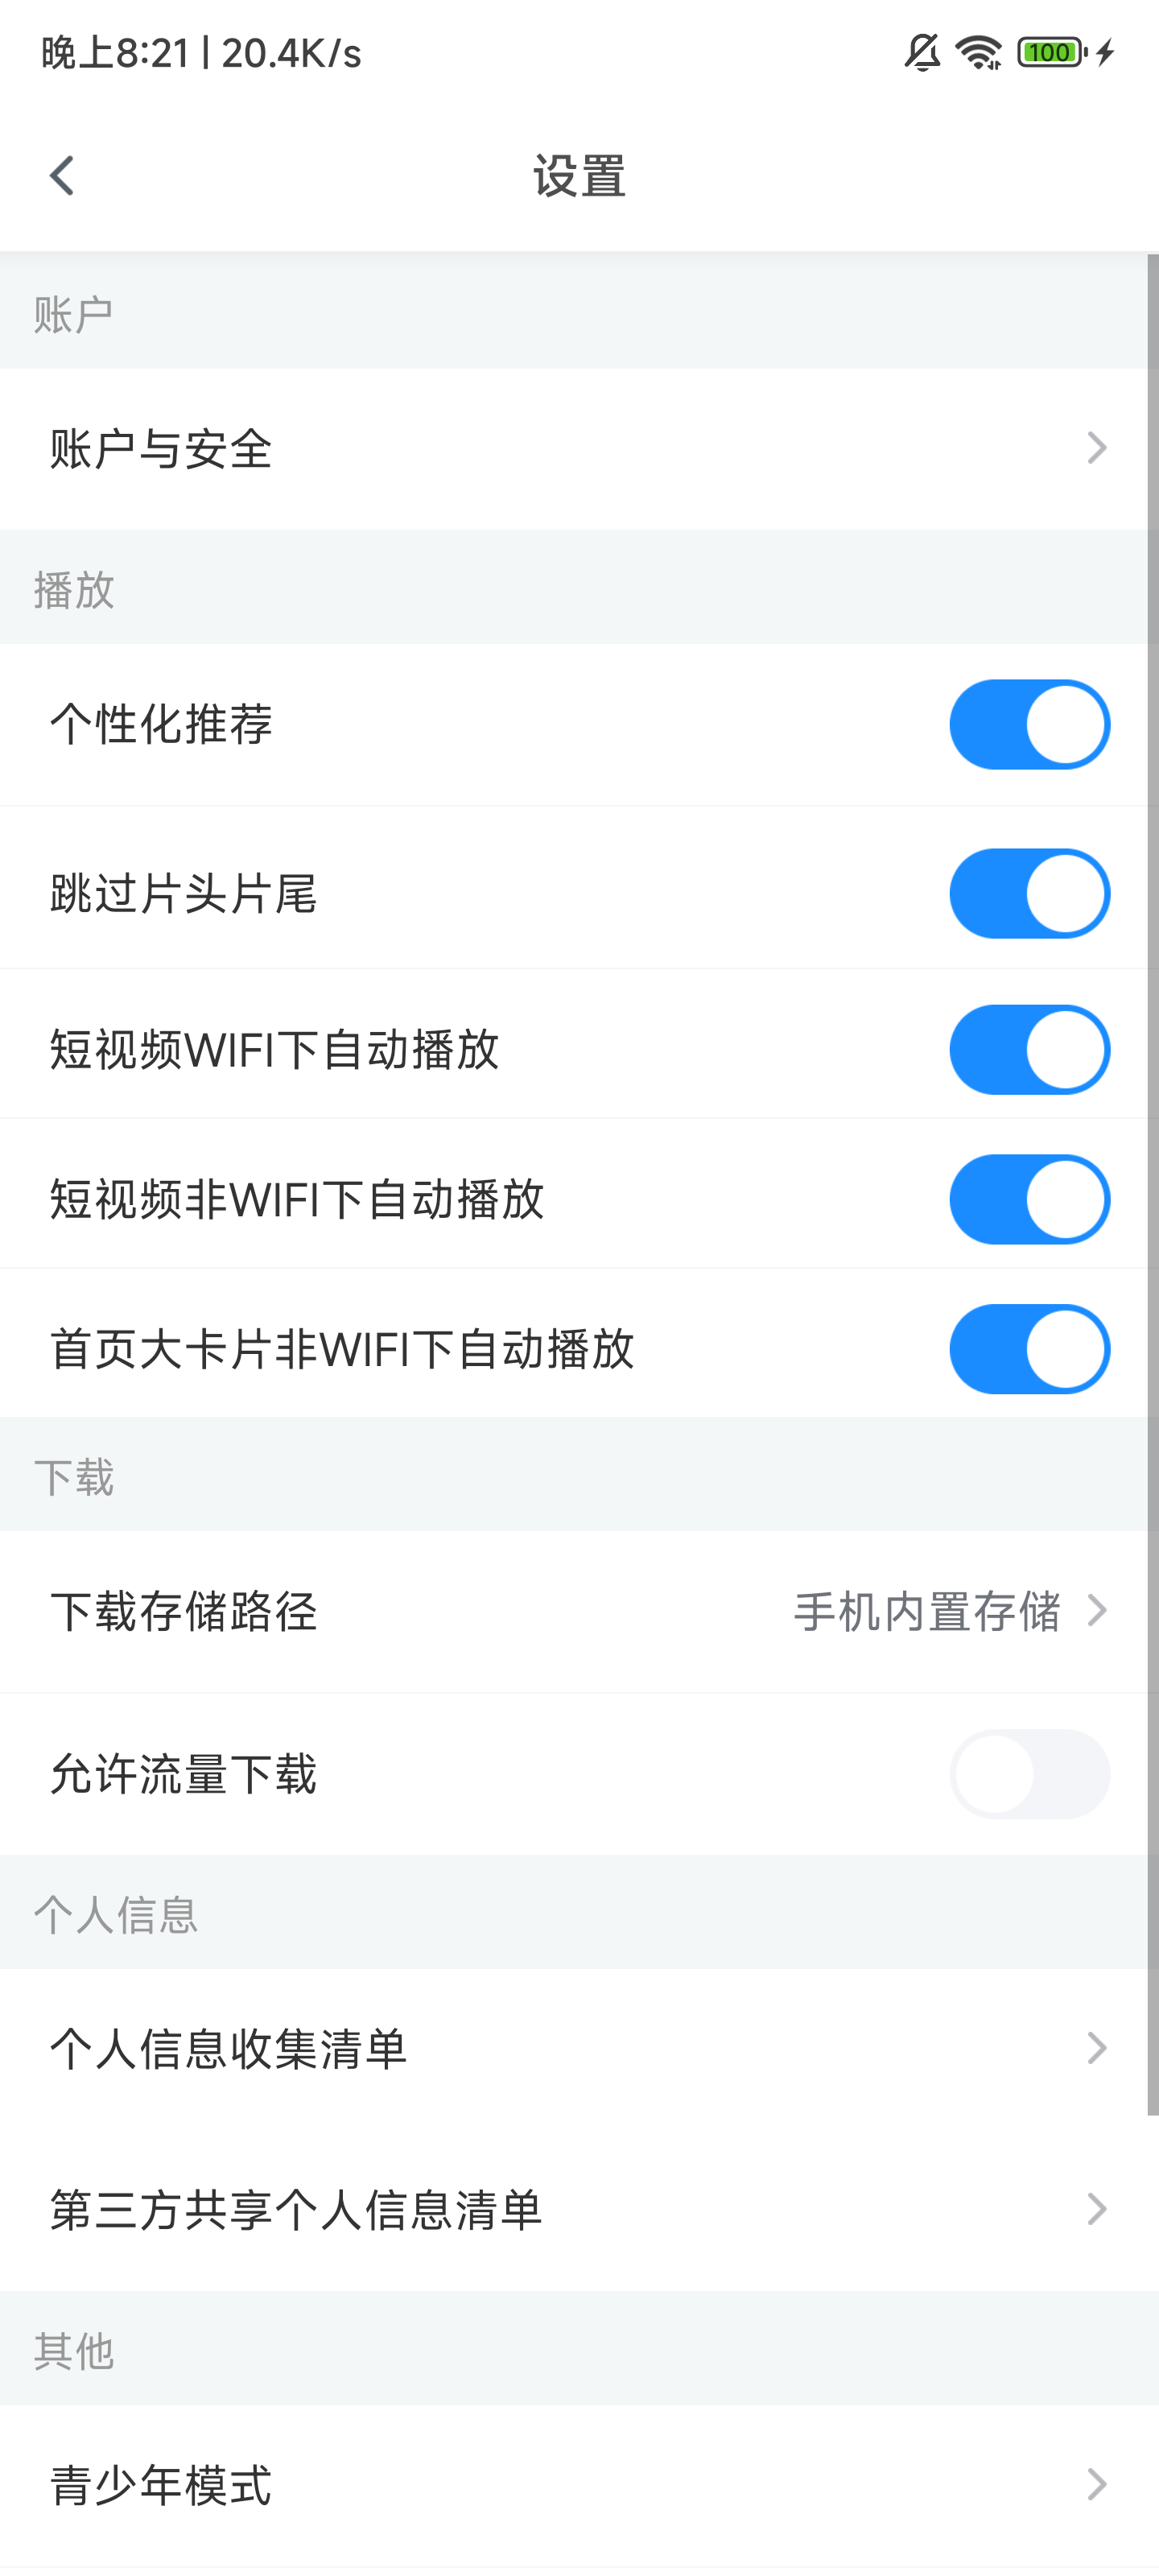 晚上8:21 | 20.4K/s
100
设置
账户
账户与安全
播放
个性化推荐
跳过片头片尾
短视频WIFI下自动播放
短视频非WIFI下自动播放
首页大卡片非WIFI下自动播放
下载
下载存储路径 手机内置存储
允许流量下载
个人信息
个人信息收集清单
第三方共享个人信息清单
其他
青少年模式